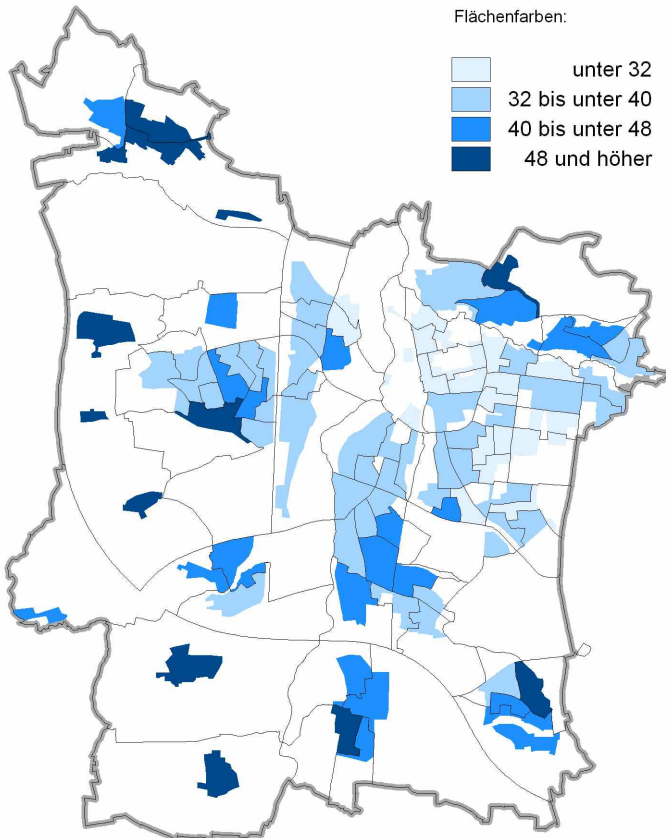 Flächenfarben:
unter 32
32 bis unter 40
40 bis unter 48
48 und höher